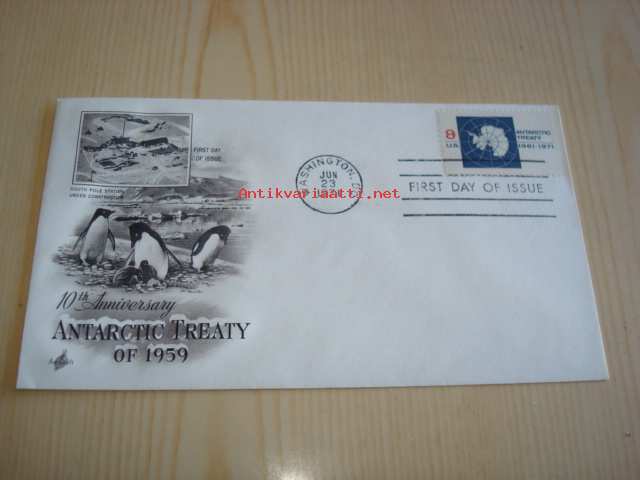 FIRST DAY
OF ISSUE
SOUTH POLE STATION
UNDER CONSTRUCTION
10th Anniversary
ANTARCTIC TREATY
OF 1959
WASHINGTON, D.
JUN
23
8
U.S.
ANTARCTIC
TREATY
1961-1971
FIRST DAY OF ISSUE
Antikvariaatti.net